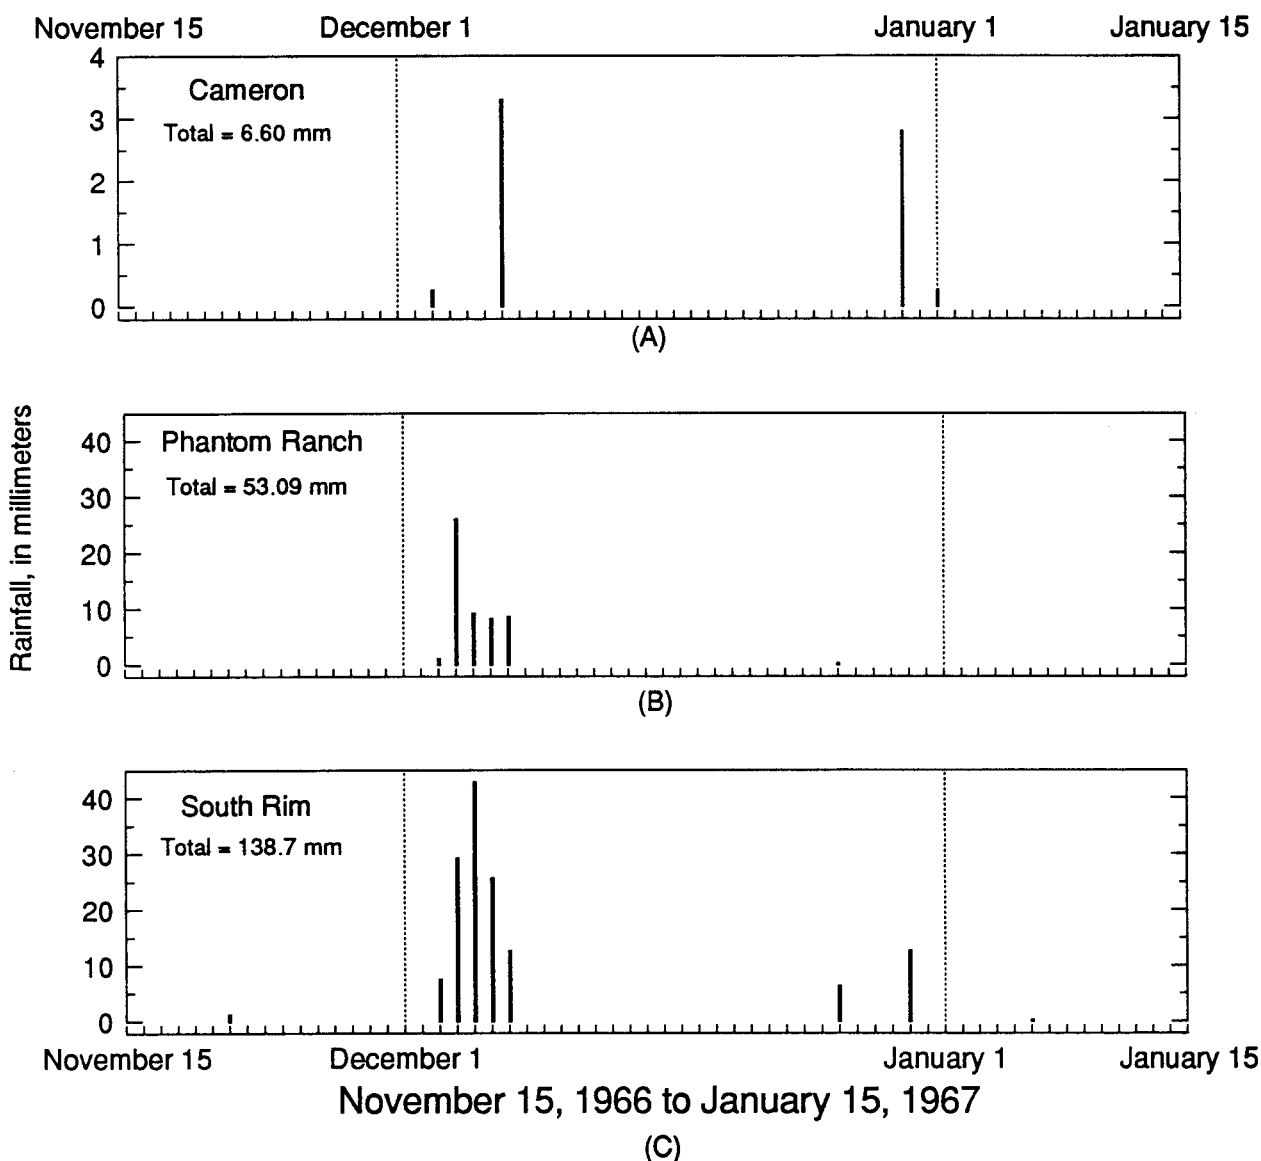 November 15 December 1 January 1 January 15
4
Cameron
3
Total = 6.60 mm
2
1
0
(A)
Rainfall, in millimeters
40
Phantom Ranch
Total = 53.09 mm
30
20
10
0
(B)
40
South Rim
Total = 138.7 mm
30
20
10
0
November 15 December 1 January 1 January 15
November 15, 1966 to January 15, 1967
(C)